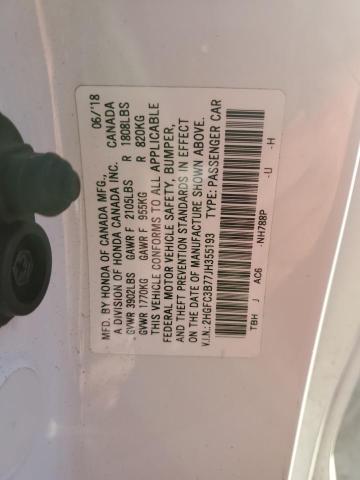 MFD. BY HONDA OF CANADA MFG., 06/'18
A DIVISION OF HONDA CANADA INC. CANADA
GVWR 3902LBS GAWR F 2105LBS R 1808LBS
GVWR 1770KG GAWR F 955KG R 820KG
THIS VEHICLE CONFORMS TO ALL APPLICABLE
FEDERAL MOTOR VEHICLE SAFETY, BUMPER,
AND THEFT PREVENTION STANDARDS IN EFFECT
ON THE DATE OF MANUFACTURE SHOWN ABOVE.
V.I.N.:2HGFC3B77JH355193 TYPE: PASSENGER CAR
TBH J AC6 -NH788P -U -H